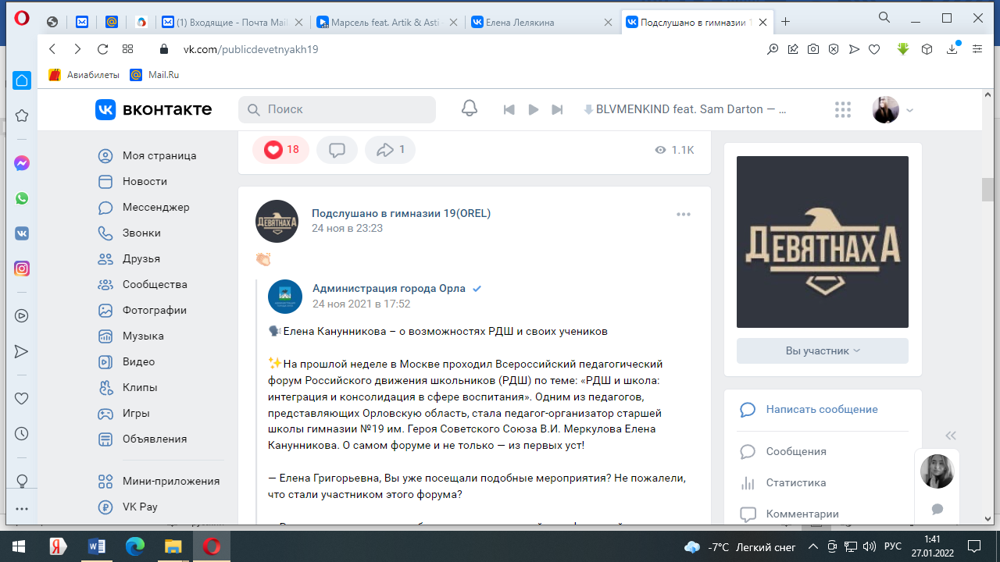 (1) Входящие - Почта Mail
Марсель feat. Artik & Asti -
Елена Лелякина
Подслушано в гимназии 1
vk.com/publicdevetnyakh19
Авиабилеты
Mail.Ru
вконтакте
Поиск
BLVMENKIND feat. Sam Darton — ...
Моя страница
Новости
Мессенджер
Звонки
Друзья
Сообщества
Фотографии
Музыка
Видео
Клипы
Игры
Объявления
Мини-приложения
VK Pay
18
1
1.1K
Подслушано в гимназии 19(OREL)
24 ноя в 23:23
Администрация города Орла
24 ноя 2021 в 17:52
Елена Канунникова – о возможностях РДШ и своих учеников
На прошлой неделе в Москве проходил Всероссийский педагогический
форум Российского движения школьников (РДШ) по теме: «РДШ и школа:
интеграция и консолидация в сфере воспитания». Одним из педагогов,
представляющих Орловскую область, стала педагог-организатор старшей
школы гимназии №19 им. Героя Советского Союза В.И. Меркулова Елена
Канунникова. О самом форуме и не только — из первых уст!
— Елена Григорьевна, Вы уже посещали подобные мероприятия? Не пожалели,
что стали участником этого форума?
ДЕВЯТНАХА
ДЕВЯТНАХА
Вы участник
Написать сообщение
Сообщения
Статистика
Комментарии
-7°C Легкий снег
РУС
1:41
27.01.2022